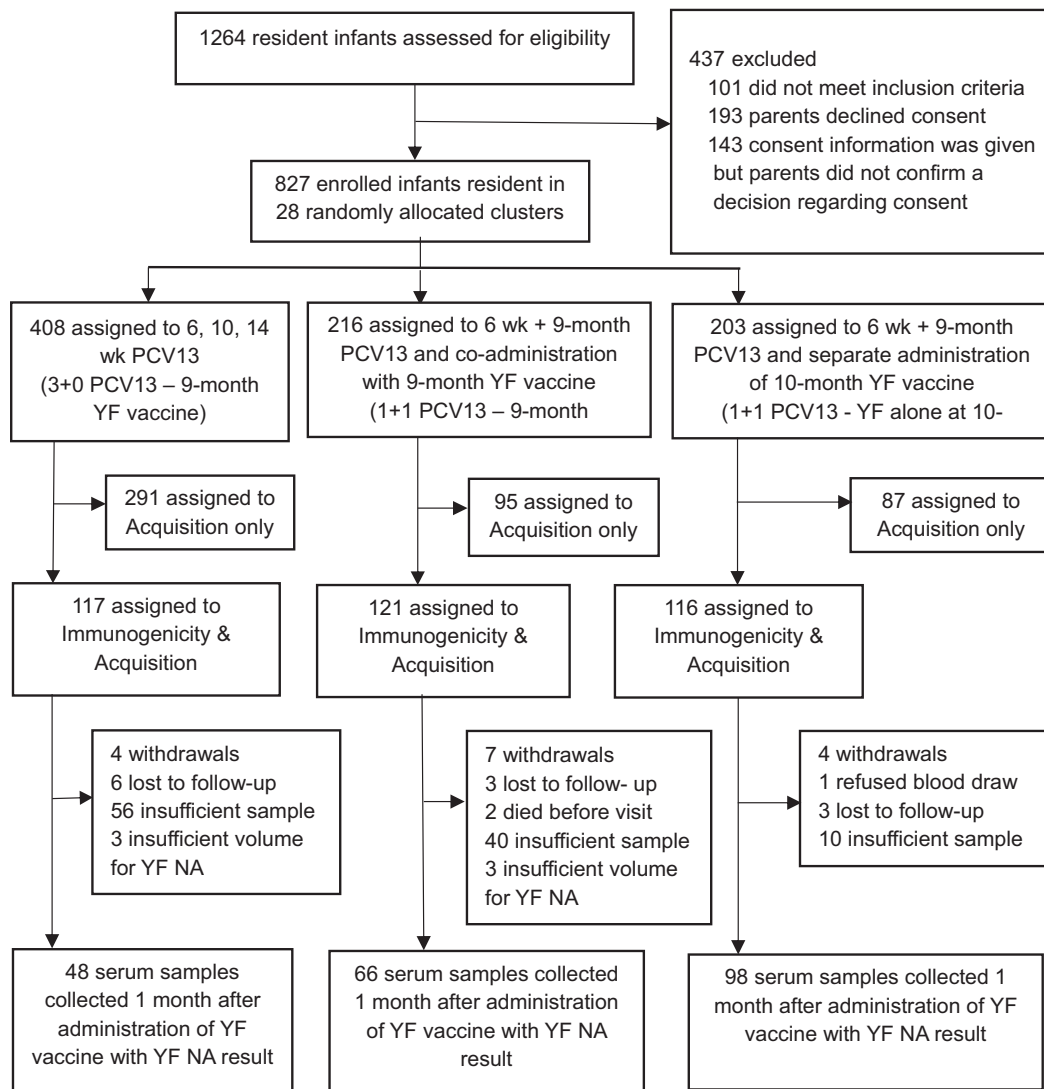 1264 resident infants assessed for eligibility
437 excluded
101 did not meet inclusion criteria
193 parents declined consent
143 consent information was given
but parents did not confirm a
decision regarding consent
827 enrolled infants resident in
28 randomly allocated clusters
408 assigned to 6, 10, 14
wk PCV13
(3+0 PCV13 – 9-month
YF vaccine)
216 assigned to 6 wk + 9-month
PCV13 and co-administration
with 9-month YF vaccine
(1+1 PCV13 – 9-month
203 assigned to 6 wk + 9-month
PCV13 and separate administration
of 10-month YF vaccine
(1+1 PCV13 - YF alone at 10-
291 assigned to
Acquisition only
95 assigned to
Acquisition only
87 assigned to
Acquisition only
117 assigned to
Immunogenicity &
Acquisition
121 assigned to
Immunogenicity &
Acquisition
116 assigned to
Immunogenicity &
Acquisition
4 withdrawals
6 lost to follow-up
56 insufficient sample
3 insufficient volume
for YF NA
7 withdrawals
3 lost to follow- up
2 died before visit
40 insufficient sample
3 insufficient volume
for YF NA
4 withdrawals
1 refused blood draw
3 lost to follow-up
10 insufficient sample
48 serum samples
collected 1 month after
administration of YF
vaccine with YF NA result
66 serum samples collected
1 month after administration
of YF vaccine with YF NA
result
98 serum samples collected 1
month after administration of YF
vaccine with YF NA result